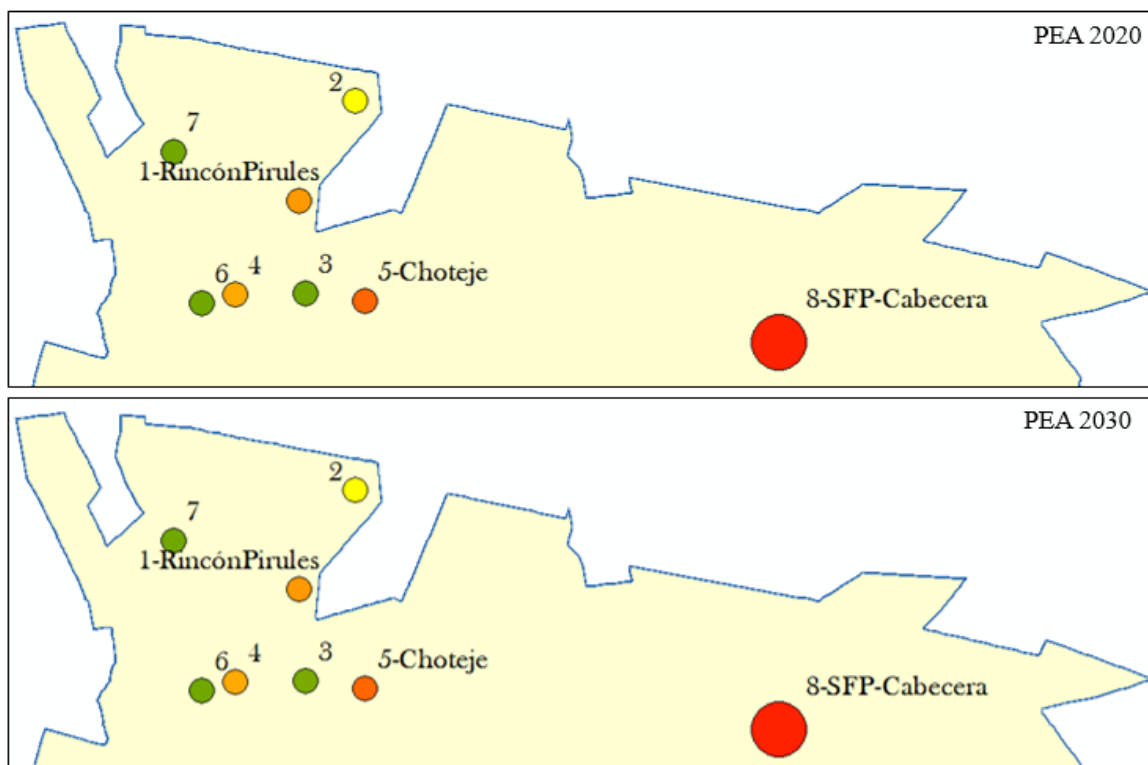 PEA 2020
2
7
1-RincónPirules
6
4
3
5-Choteje
8-SFP-Cabecera
PEA 2030
2
7
1-RincónPirules
6
4
3
5-Choteje
8-SFP-Cabecera